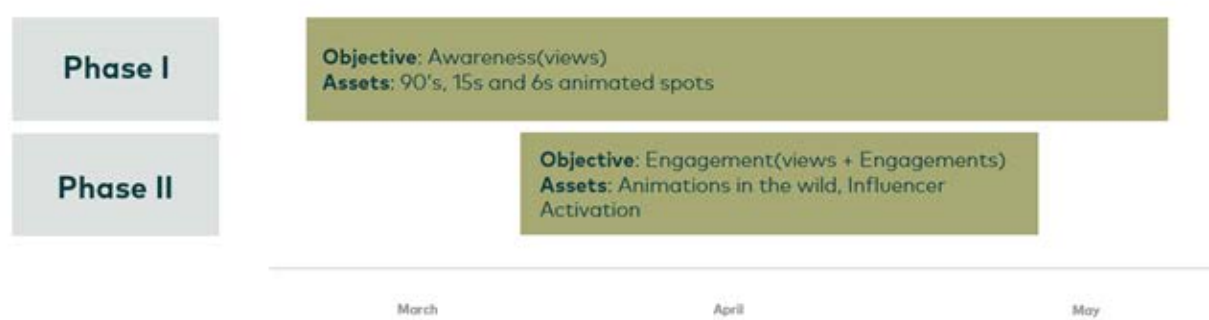 Phase I
Objective: Awareness(views)
Assets: 90's, 15s and 6s animated spots
Phase II
Objective: Engagement(views + Engagements)
Assets: Animations in the wild, Influencer
Activation
March
April
May